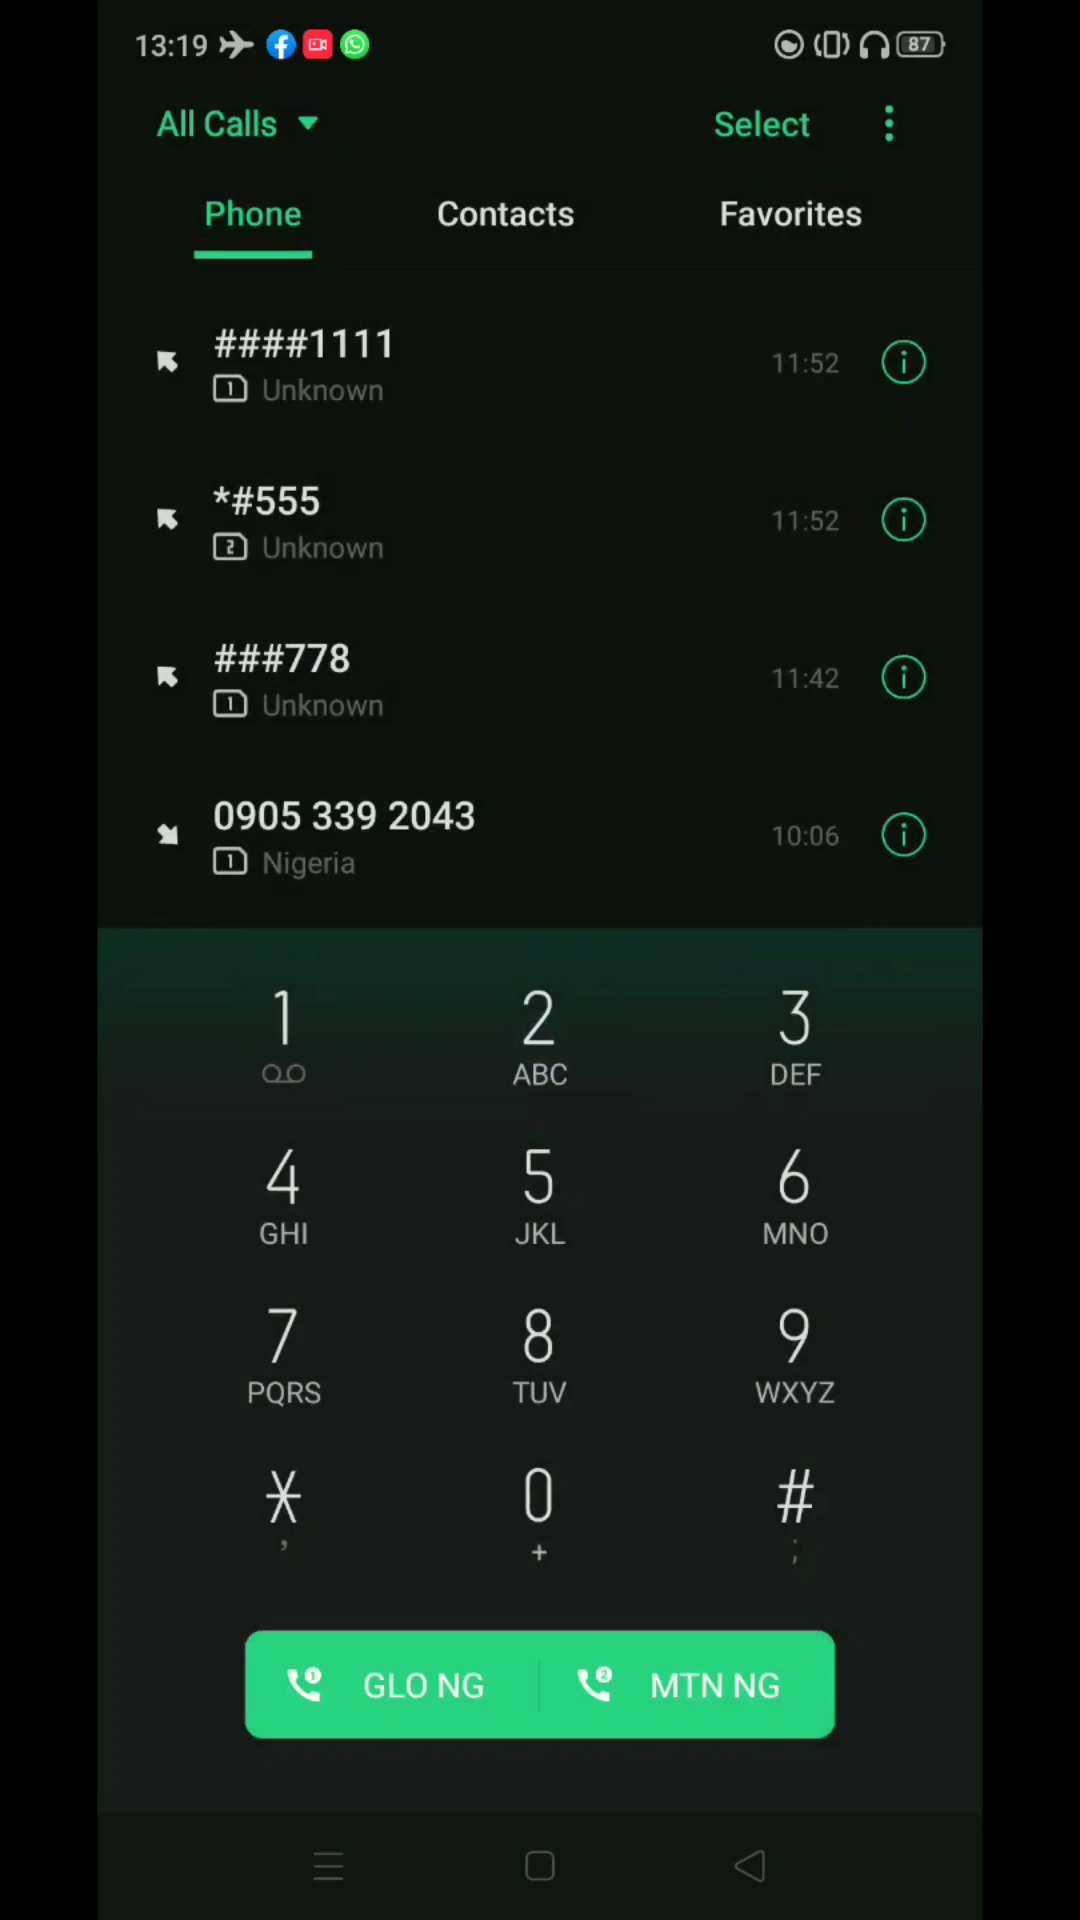 13:19 87
All Calls Select
Phone Contacts Favorites
####1111
1 Unknown 11:52
*#555
2 Unknown 11:52
###778
1 Unknown 11:42
0905 339 2043
1 Nigeria 10:06
1 2 3
ABC DEF
4 5 6
GHI JKL MNO
7 8 9
PQRS TUV WXYZ
* 0 #
, + ;
1 GLO NG 2 MTN NG